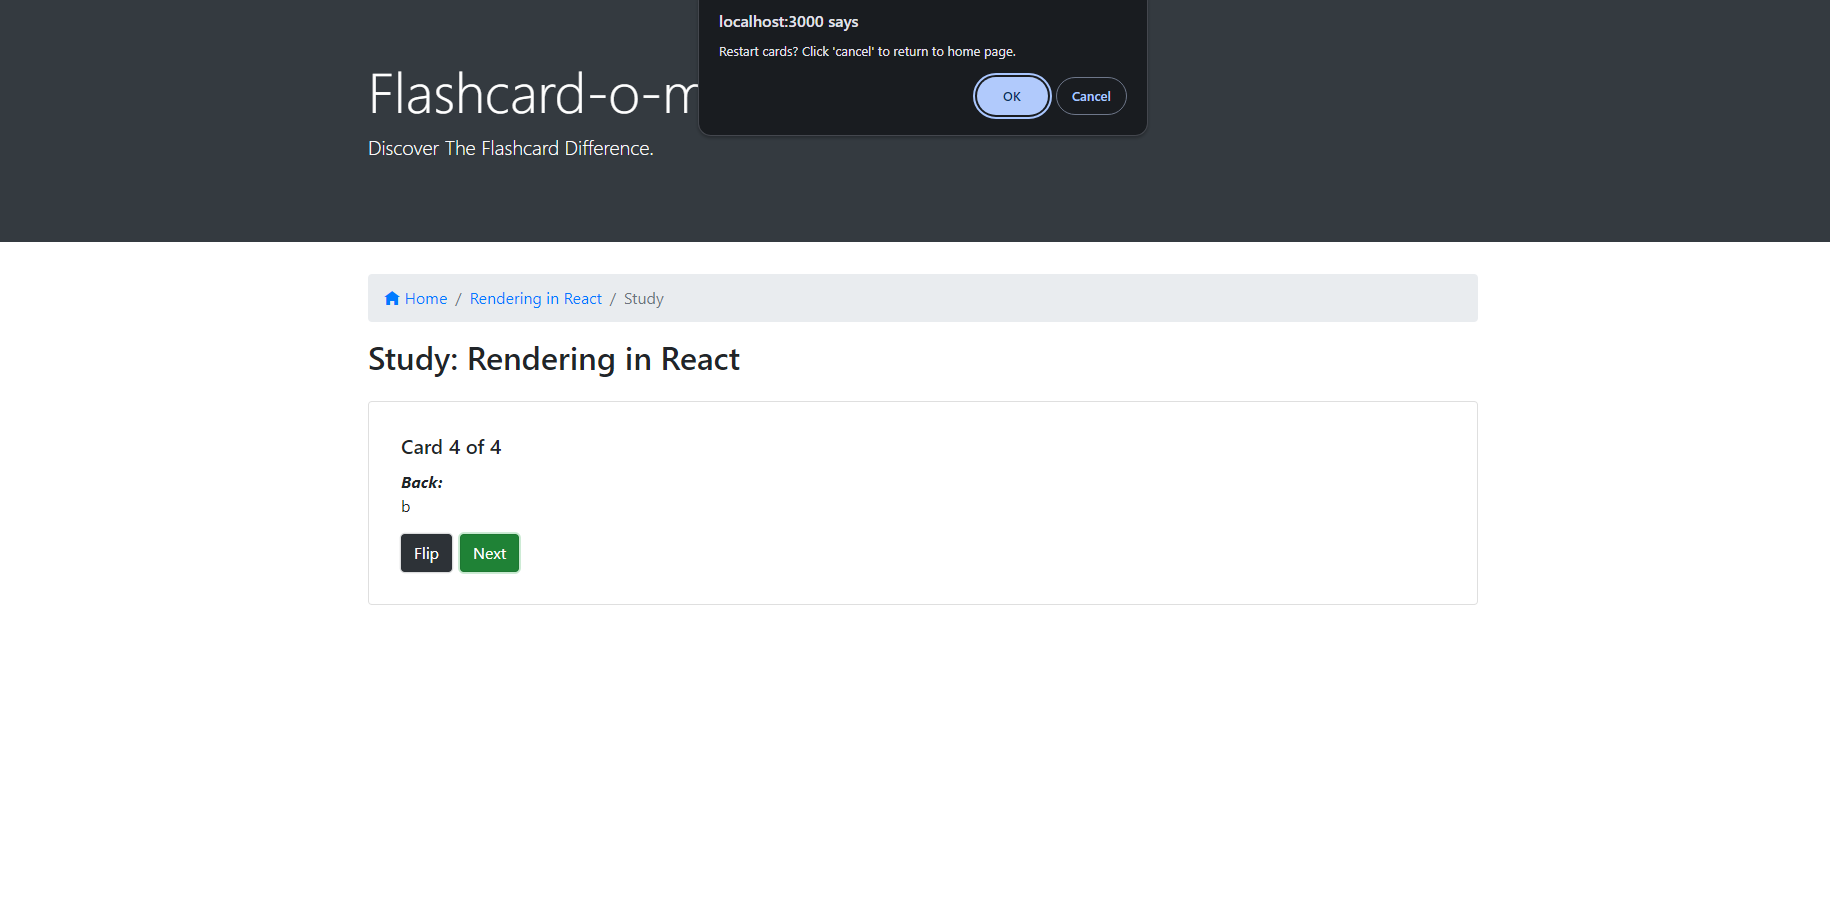 localhost:3000 says
Restart cards? Click 'cancel' to return to home page.
OK Cancel
Flashcard-o-m
Discover The Flashcard Difference.
Home / Rendering in React / Study
Study: Rendering in React
Card 4 of 4
Back:
b
Flip Next